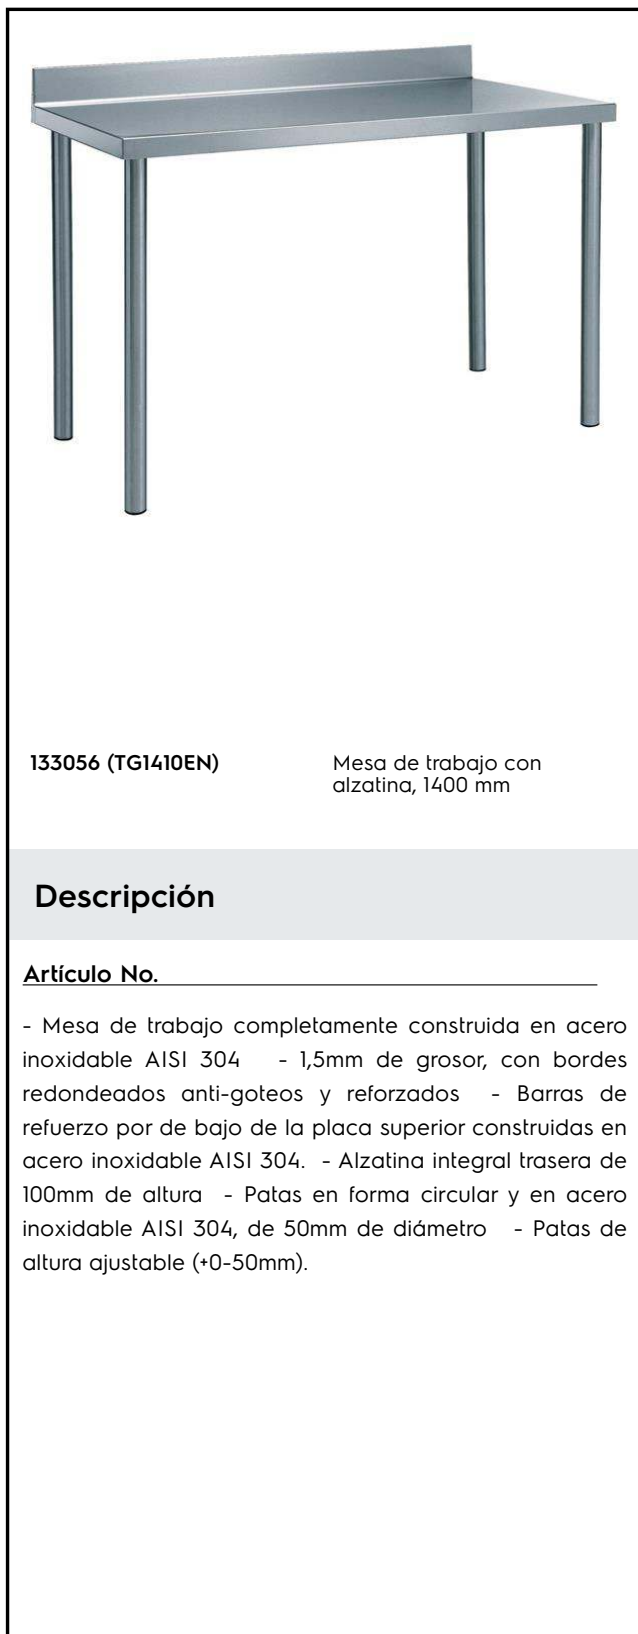 133056 (TG1410EN)
Mesa de trabajo con
alzatina, 1400 mm
Descripción
Artículo No.
- Mesa de trabajo completamente construida en acero
inoxidable AISI 304 - 1,5mm de grosor, con bordes
redondeados anti-goteos y reforzados - Barras de
refuerzo por de bajo de la placa superior construidas en
acero inoxidable AISI 304. - Alzatina integral trasera de
100mm de altura - Patas en forma circular y en acero
inoxidable AISI 304, de 50mm de diámetro - Patas de
altura ajustable (+0-50mm).